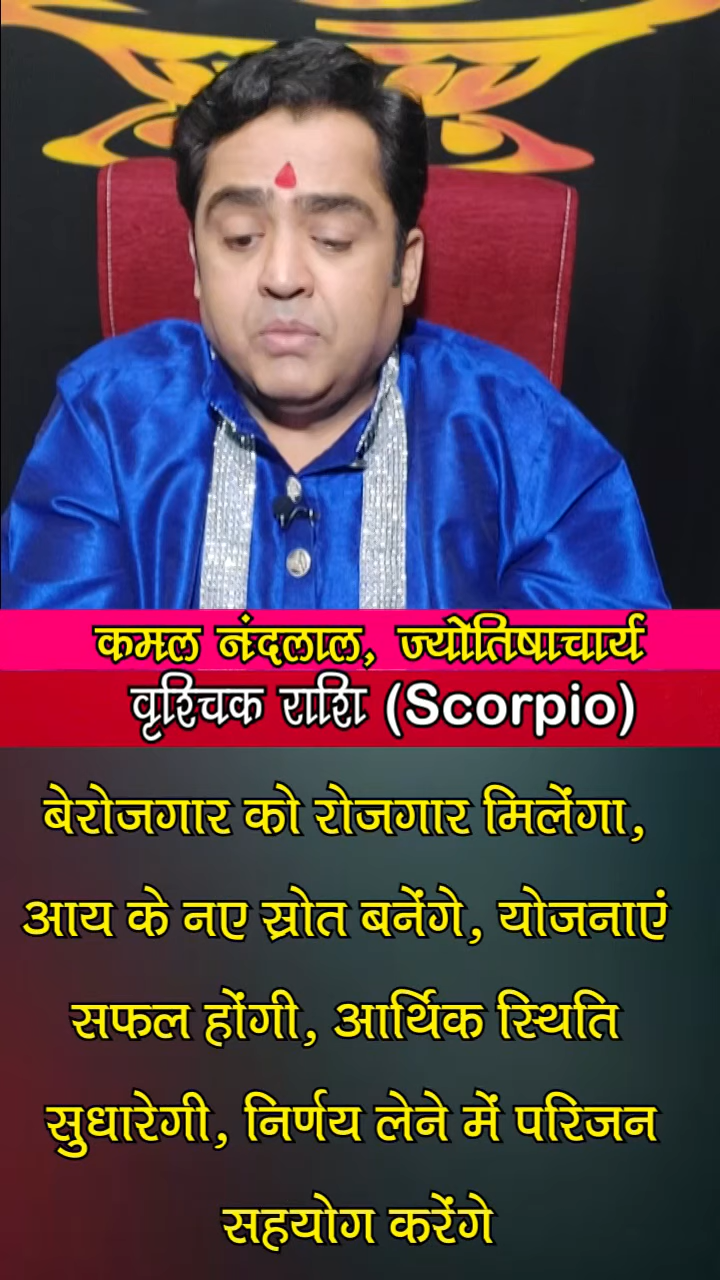 कमल नंदलाल, ज्योतिषाचार्य
वृश्चिक राशि (Scorpio)
बेरोजगार को रोजगार मिलेंगा,
आय के नए स्रोत बनेंगे, योजनाएं
सफल होंगी, आर्थिक स्थिति
सुधारेगी, निर्णय लेने में परिजन
सहयोग करेंगे